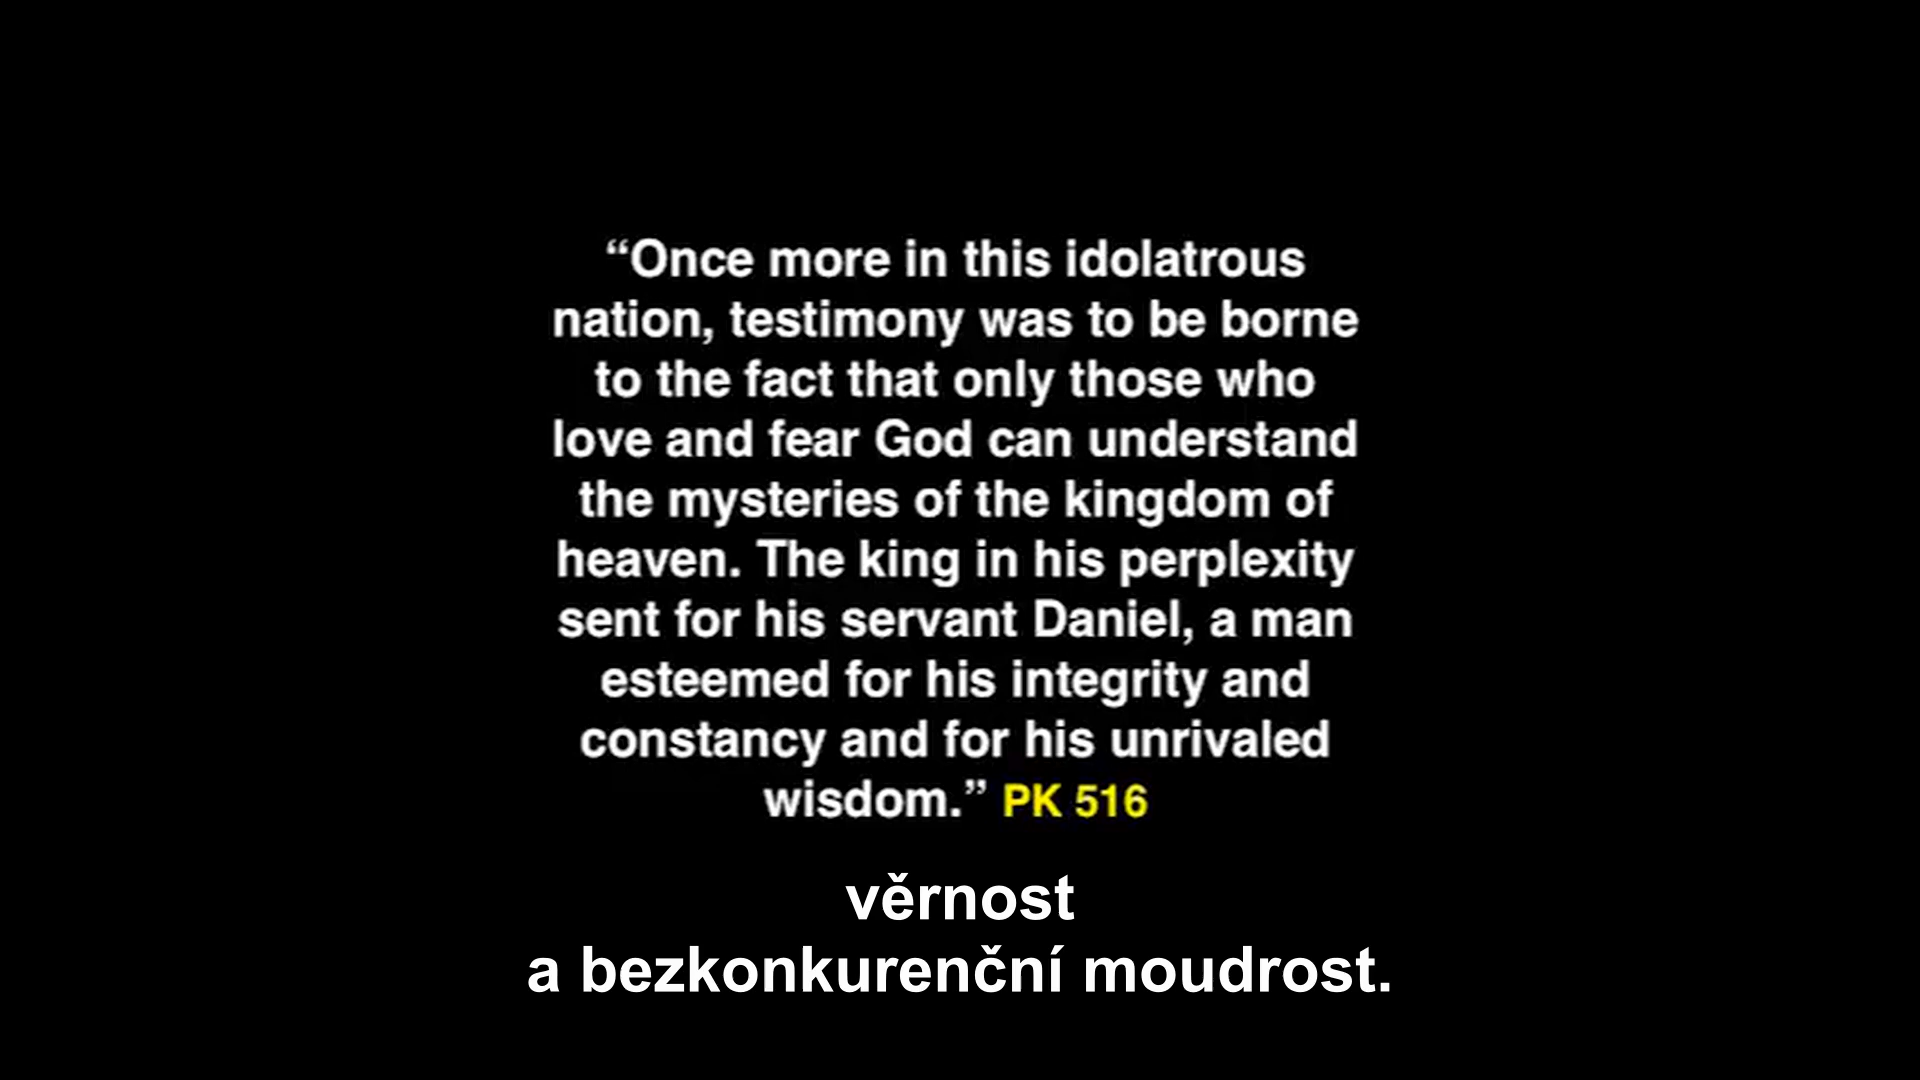 “Once more in this idolatrous
nation, testimony was to be borne
to the fact that only those who
love and fear God can understand
the mysteries of the kingdom of
heaven. The king in his perplexity
sent for his servant Daniel, a man
esteemed for his integrity and
constancy and for his unrivaled
wisdom.” PK 516
věrnost
a bezkonkurenční moudrost.